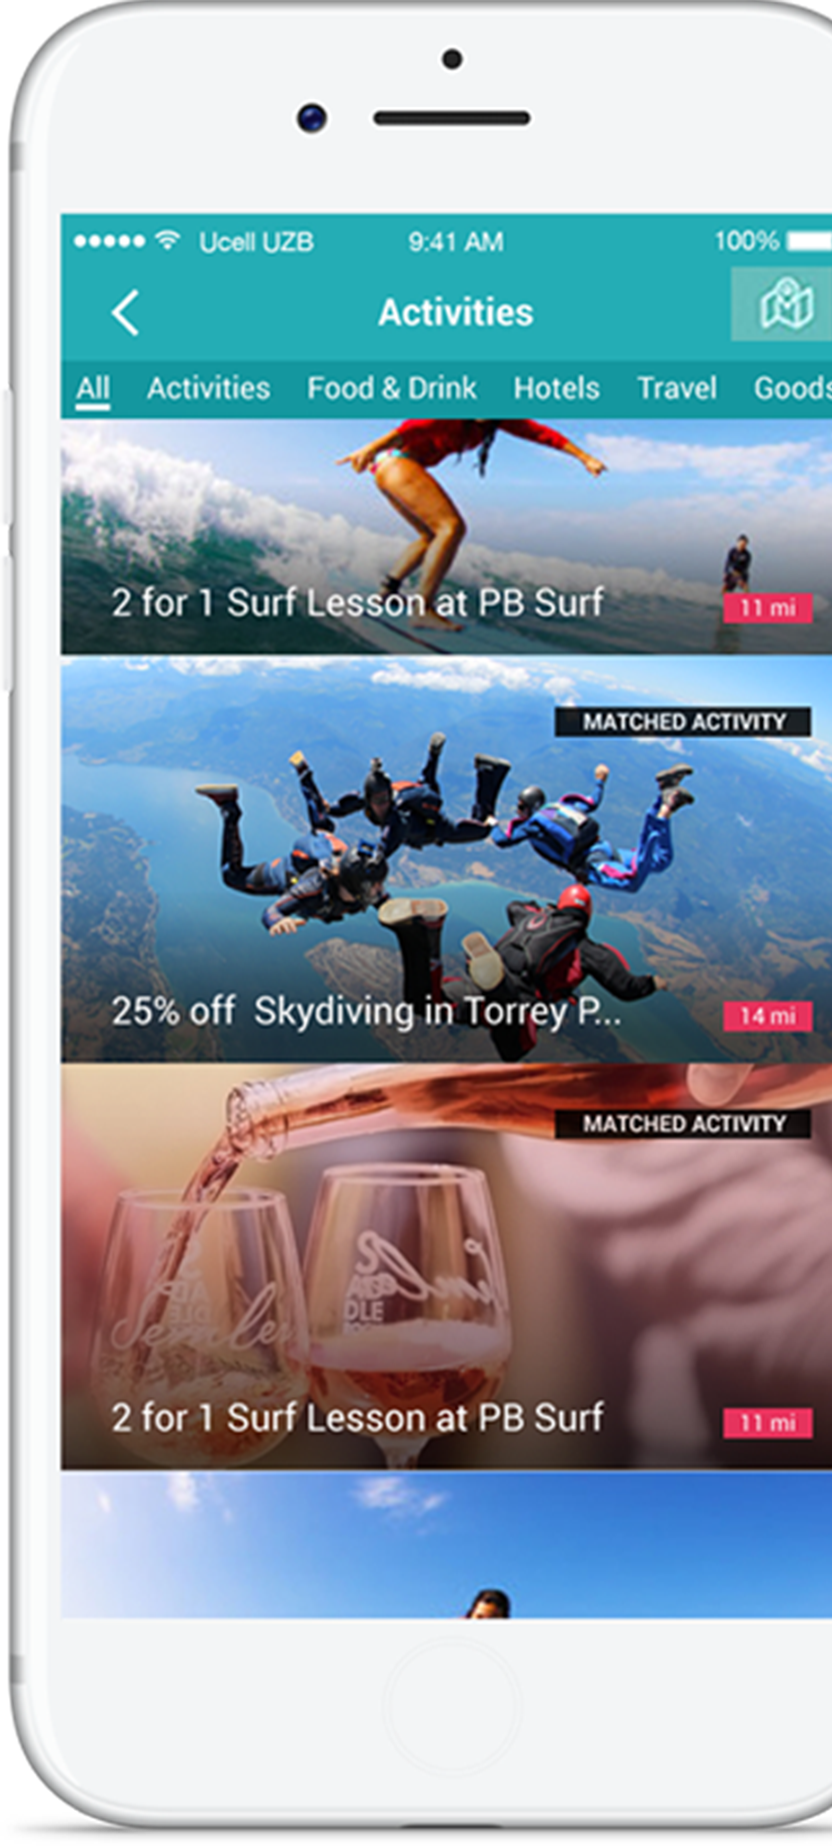 Ucell UZB 9:41 AM 100%
Activities
All Activities Food & Drink Hotels Travel Goods
2 for 1 Surf Lesson at PB Surf 11 mi
MATCHED ACTIVITY
25% off Skydiving in Torrey P... 14 mi
MATCHED ACTIVITY
2 for 1 Surf Lesson at PB Surf 11 mi